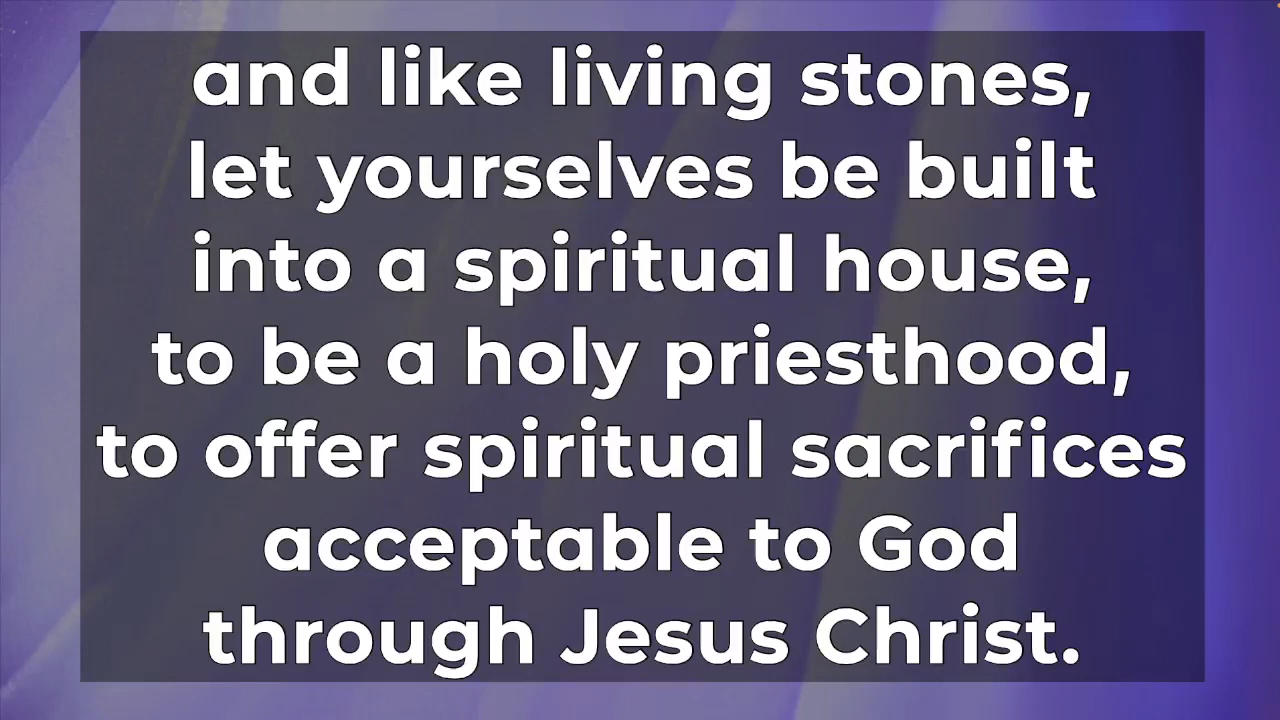 and like living stones,
let yourselves be built
into a spiritual house,
to be a holy priesthood,
to offer spiritual sacrifices
acceptable to God
through Jesus Christ.